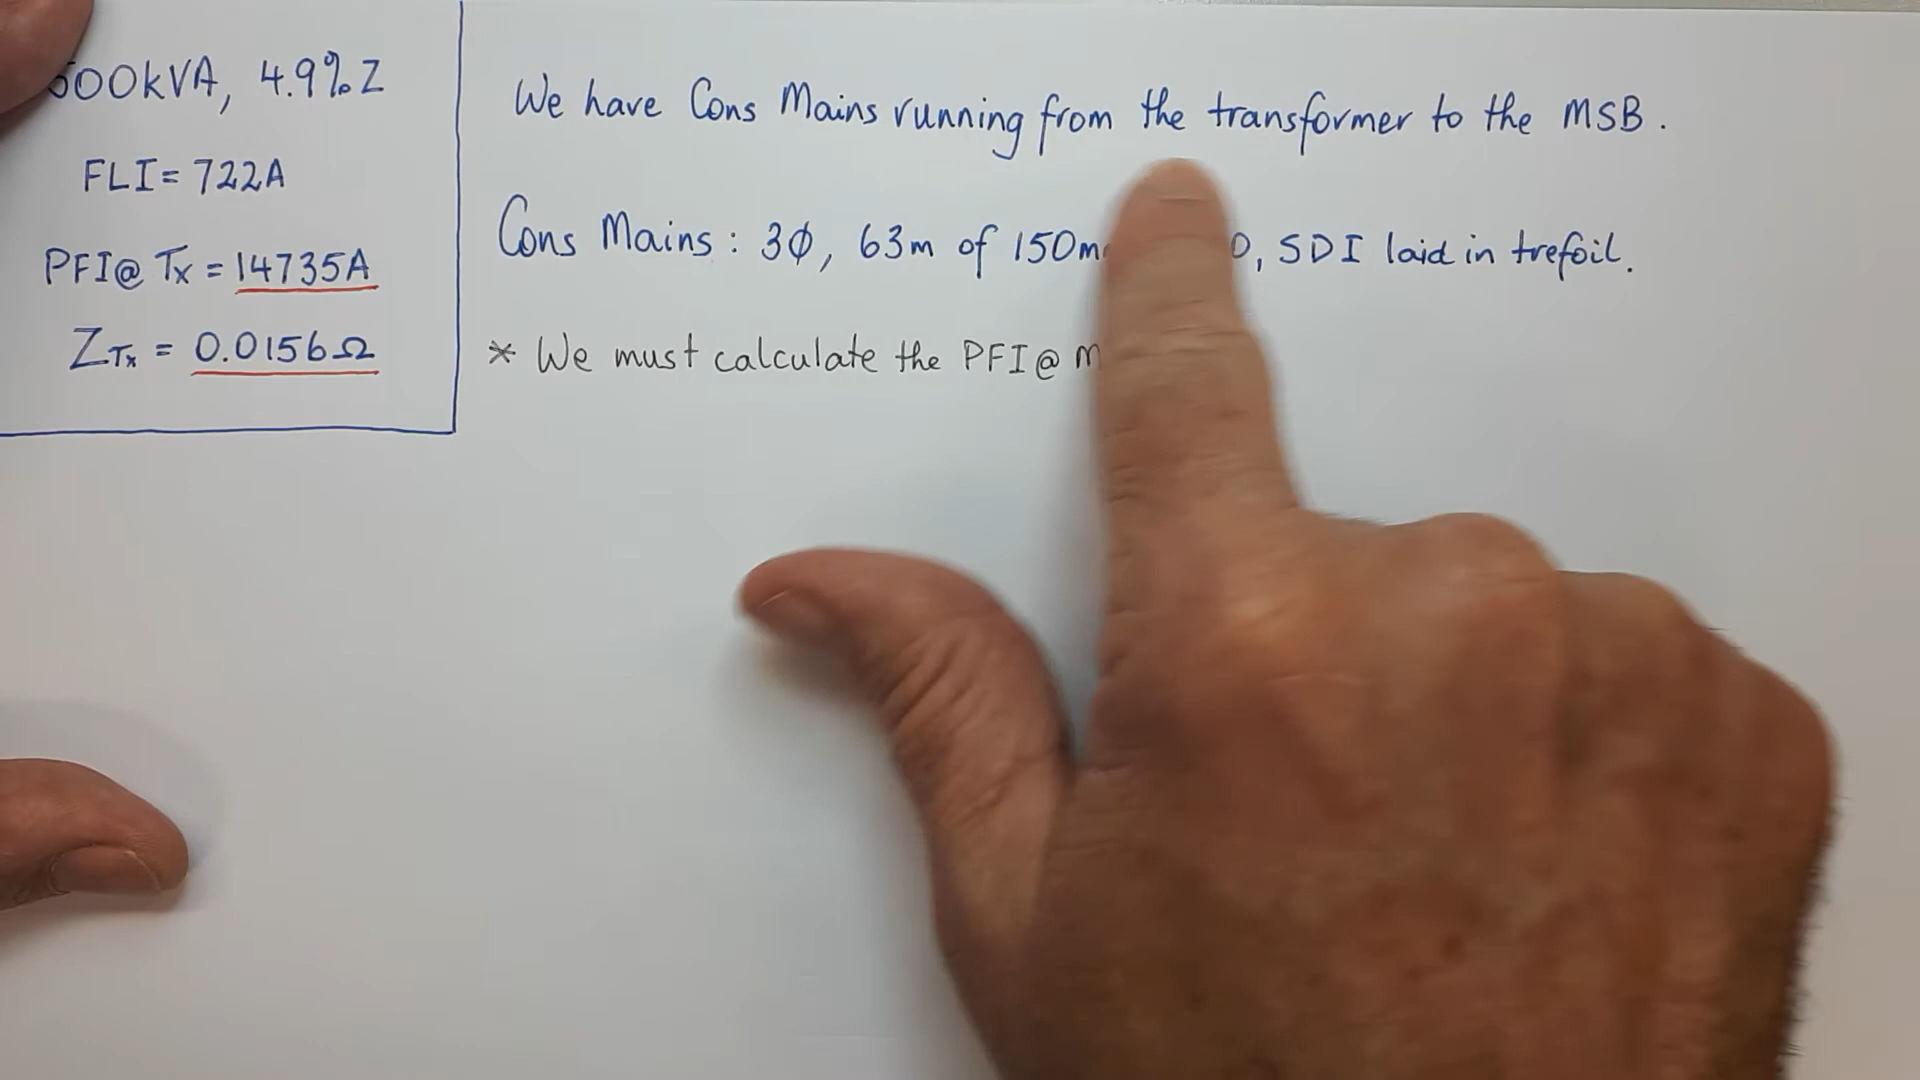 500kVA, 4.9%Z
FLI = 722A
PFI@ Tx = 14735A
ZTx = 0.0156Ω
We have Cons Mains running from the transformer to the MSB.
Cons Mains : 3Ø, 63m of 150m , SDI laid in trefoil.
* We must calculate the PFI@ M